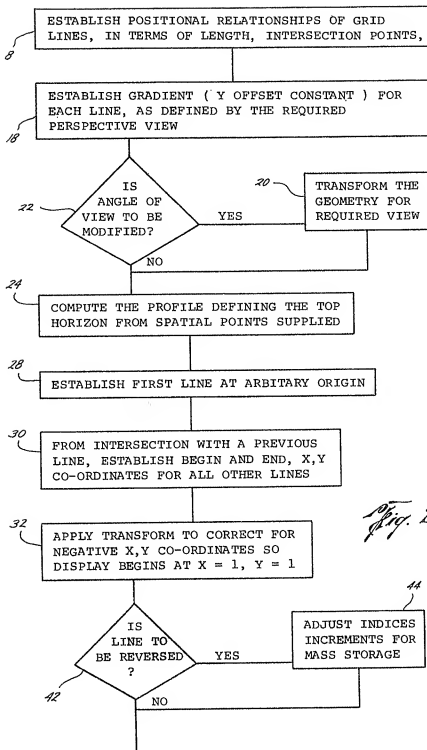 8
ESTABLISH POSITIONAL RELATIONSHIPS OF GRID
LINES, IN TERMS OF LENGTH, INTERSECTION POINTS,
18
ESTABLISH GRADIENT ( Y OFFSET CONSTANT ) FOR
EACH LINE, AS DEFINED BY THE REQUIRED
PERSPECTIVE VIEW
22
IS
ANGLE OF
VIEW TO BE
MODIFIED?
YES
NO
20
TRANSFORM THE
GEOMETRY FOR
REQUIRED VIEW
24
COMPUTE THE PROFILE DEFINING THE TOP
HORIZON FROM SPATIAL POINTS SUPPLIED
28
ESTABLISH FIRST LINE AT ARBITARY ORIGIN
30
FROM INTERSECTION WITH A PREVIOUS
LINE, ESTABLISH BEGIN AND END, X,Y
CO-ORDINATES FOR ALL OTHER LINES
32
APPLY TRANSFORM TO CORRECT FOR
NEGATIVE X,Y CO-ORDINATES SO
DISPLAY BEGINS AT X = 1, Y = 1
Fig.
42
IS
LINE TO
BE REVERSED
?
YES
NO
44
ADJUST INDICES
INCREMENTS FOR
MASS STORAGE